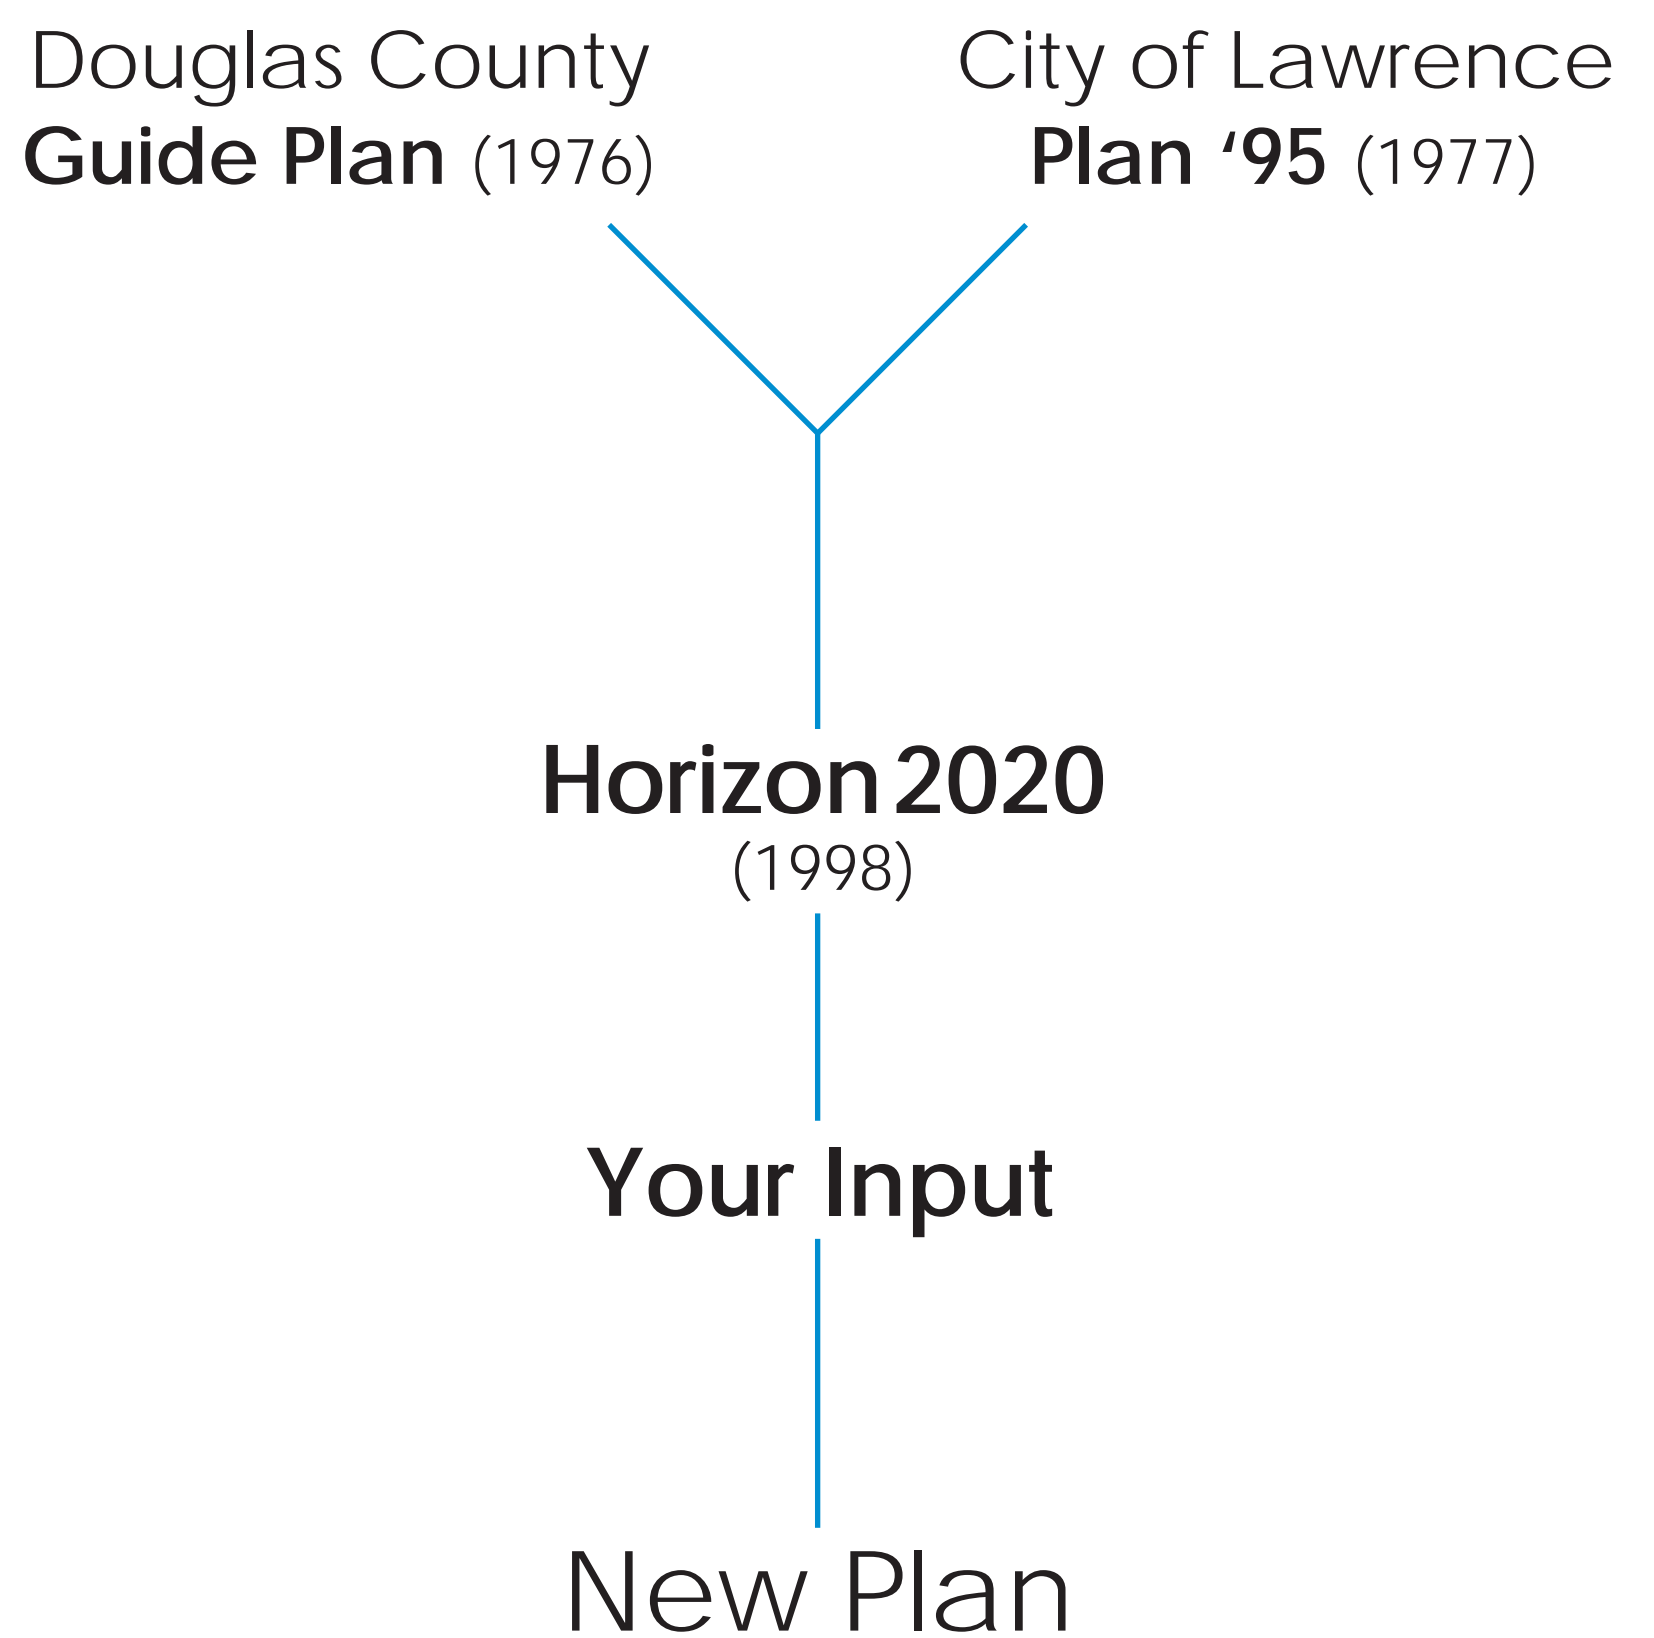 Douglas County
Guide Plan (1976)
City of Lawrence
Plan ‘95 (1977)
Horizon 2020
(1998)
Your Input
New Plan